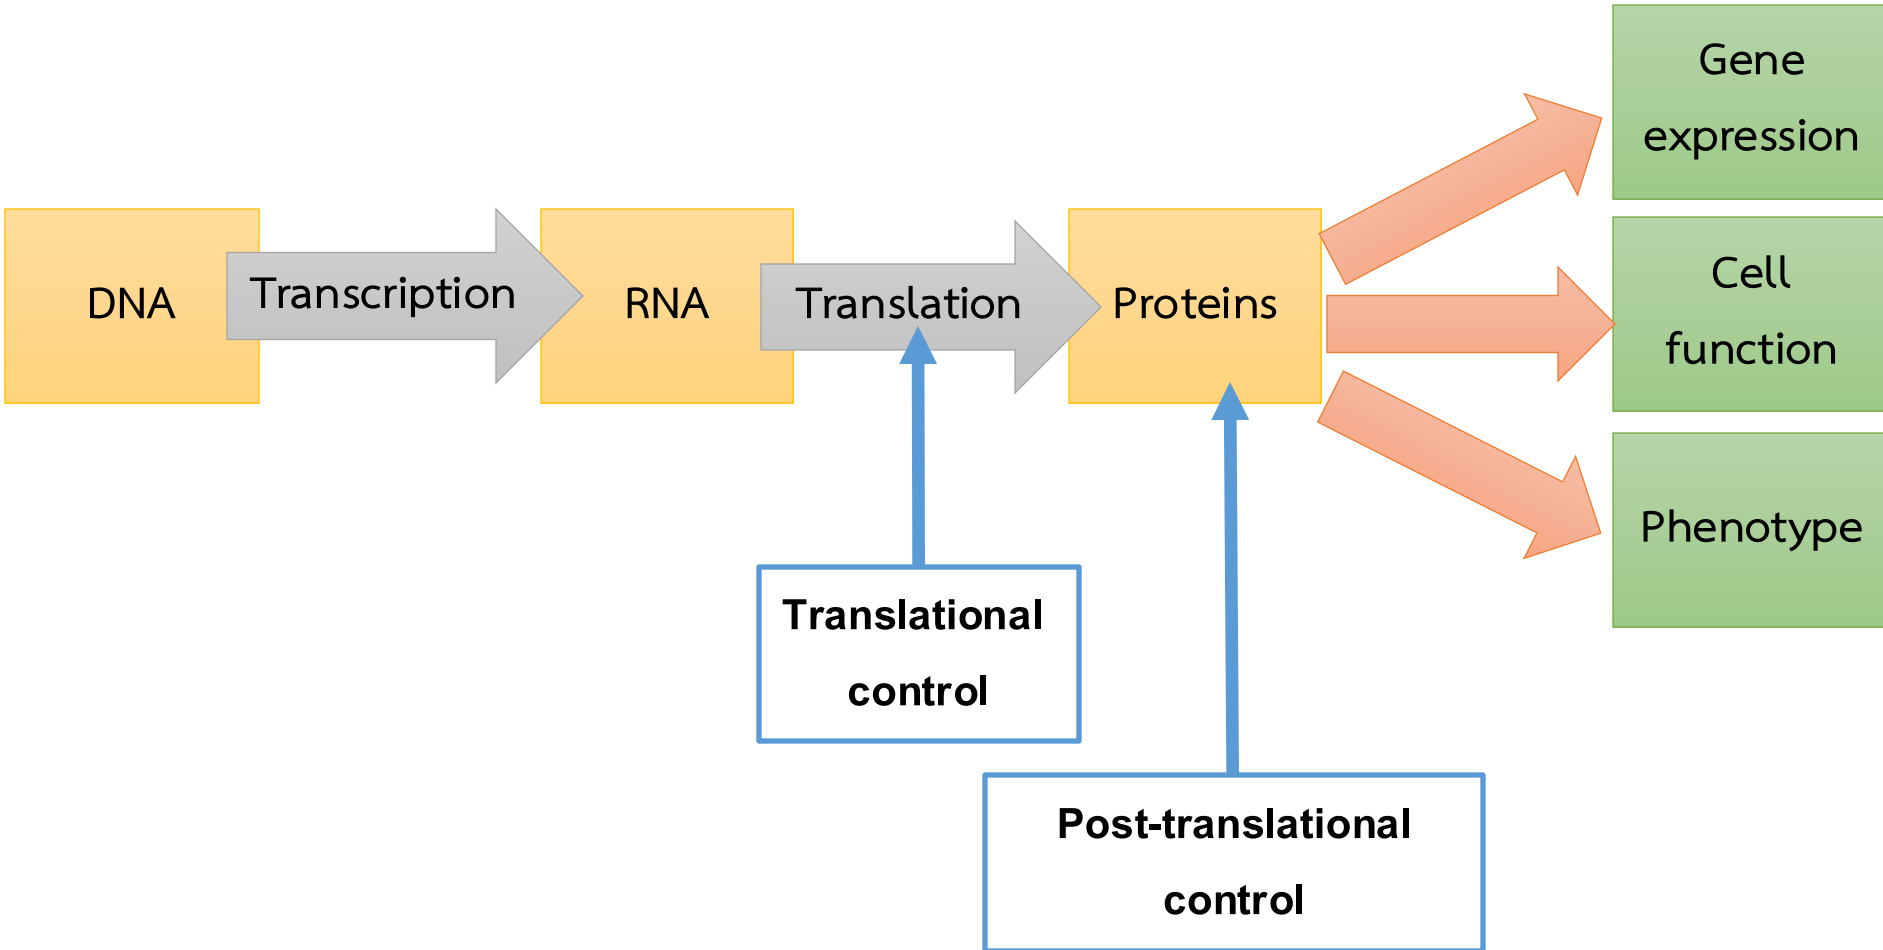 DNA
Transcription
RNA
Translation
Proteins
Gene
expression
Cell
function
Phenotype
Translational
control
Post-translational
control